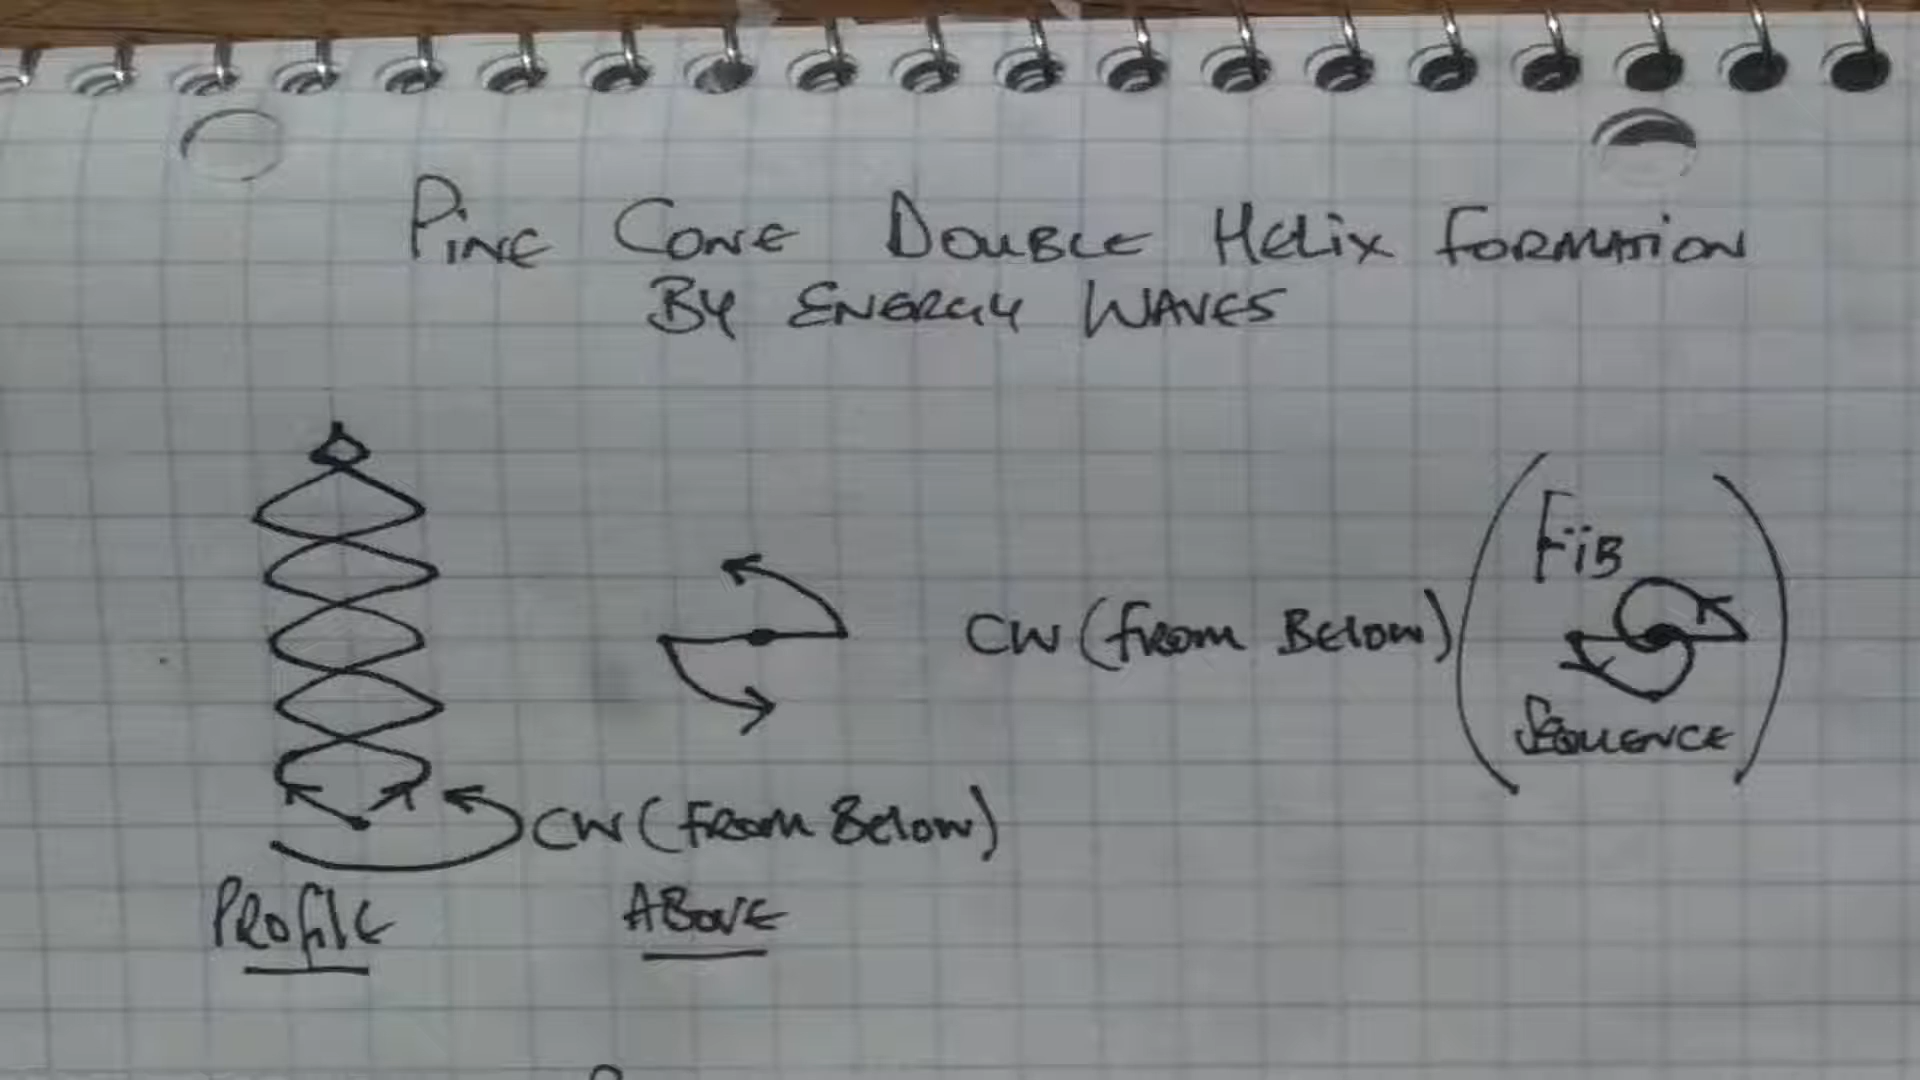 PINE CONE DOUBLE HELIX FORMATION
BY ENERGY WAVES
FiB
CW (FROM BELOW)
SEQUENCE
CW (FROM BELOW)
PROFILE
ABOVE